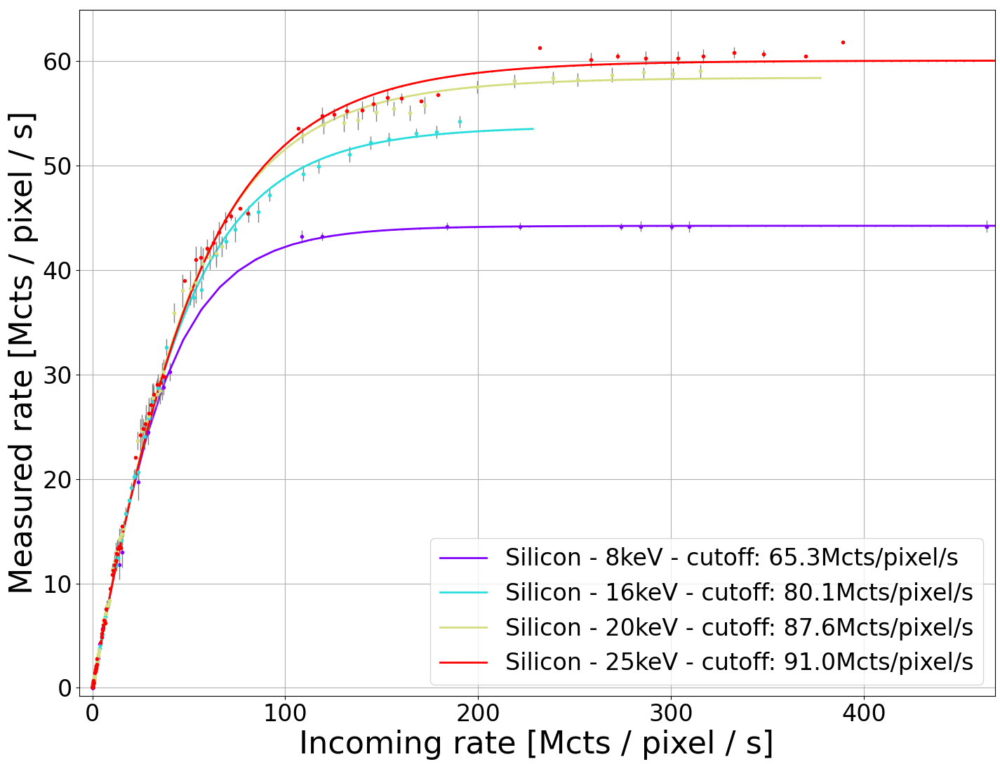 Measured rate [Mcts / pixel / s]
60
50
40
30
20
10
0
0 100 200 300 400
Incoming rate [Mcts / pixel / s]
Silicon - 8keV - cutoff: 65.3Mcts/pixel/s
Silicon - 16keV - cutoff: 80.1Mcts/pixel/s
Silicon - 20keV - cutoff: 87.6Mcts/pixel/s
Silicon - 25keV - cutoff: 91.0Mcts/pixel/s